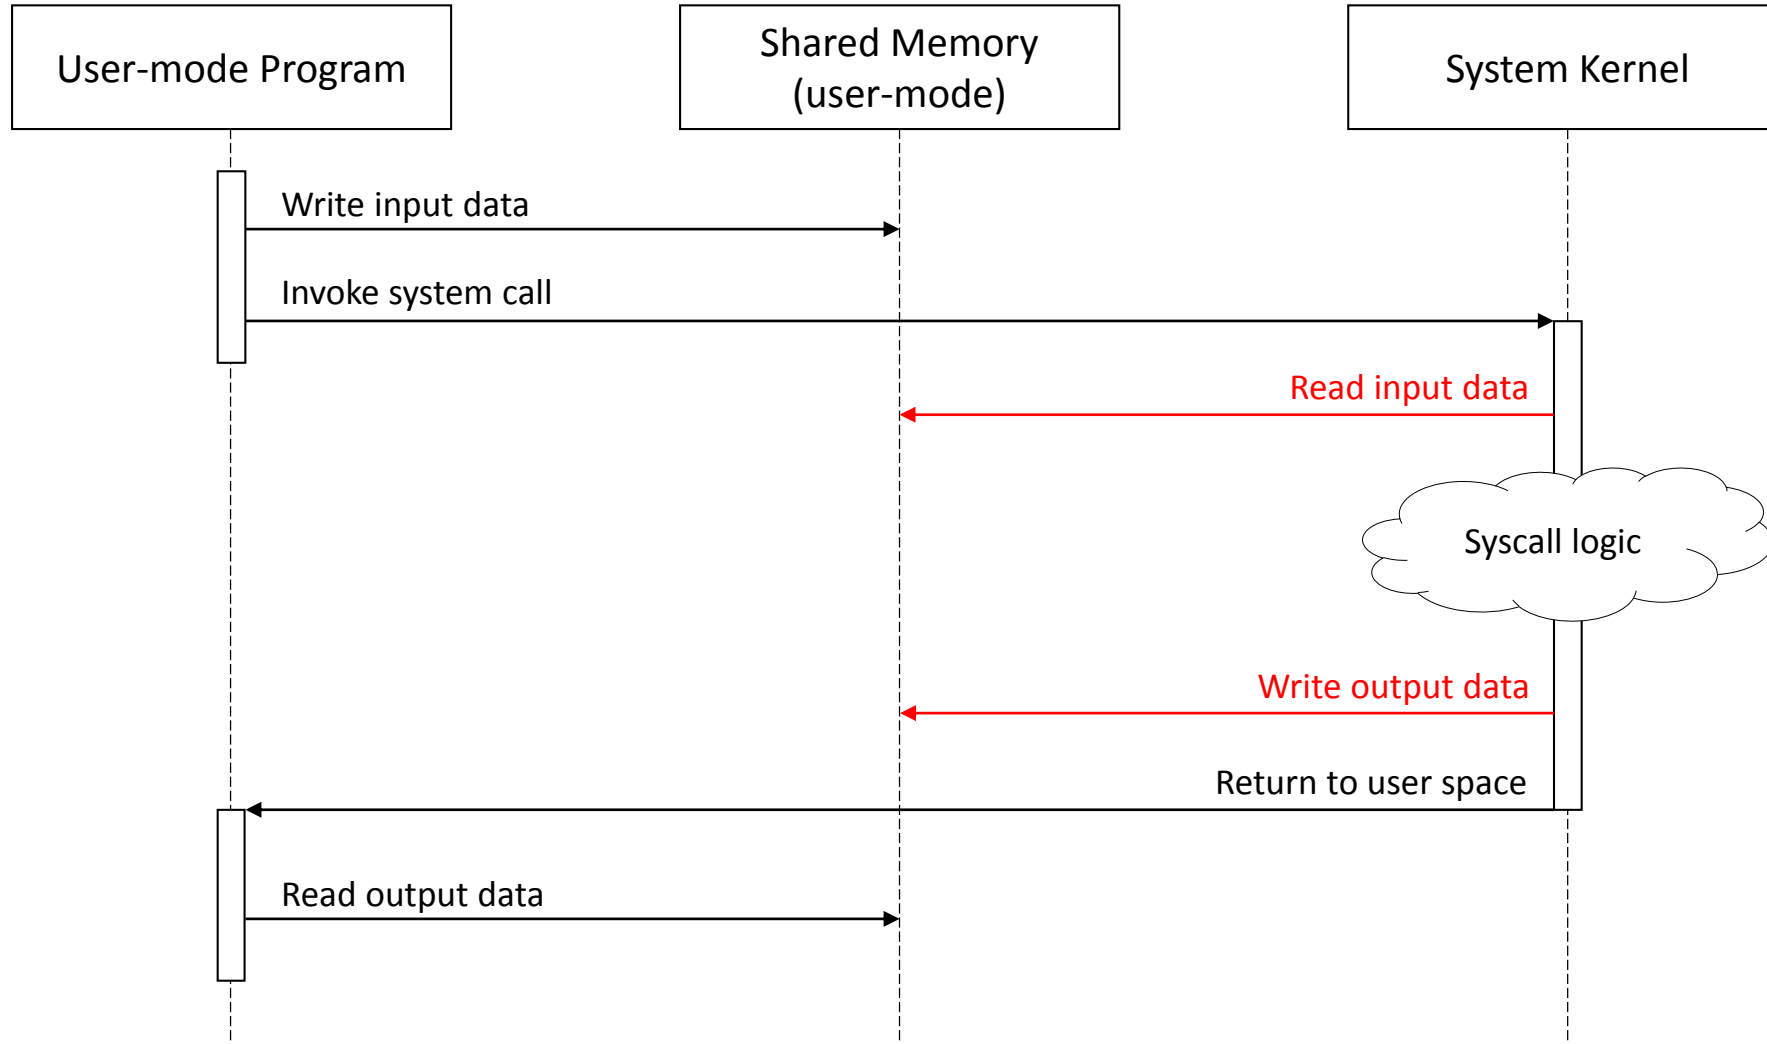 User-mode Program
Shared Memory
(user-mode)
System Kernel
Write input data
Invoke system call
Read input data
Syscall logic
Write output data
Return to user space
Read output data